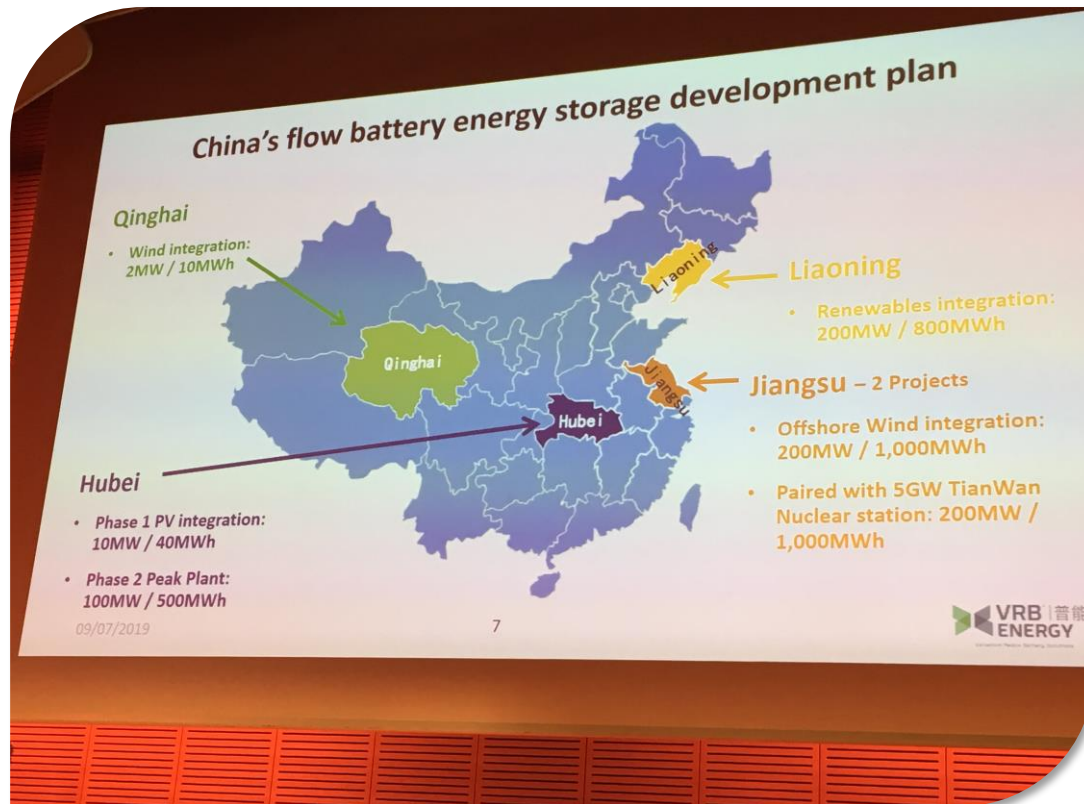 China's flow battery energy storage development plan
Qinghai
• Wind integration:
2MW / 10MWh
Hubei
• Phase 1 PV integration:
10MW / 40MWh
• Phase 2 Peak Plant:
100MW / 500MWh
09/07/2019
Qinghai
Hubei
Liaoning
Jiangsu
Liaoning
• Renewables integration:
200MW / 800MWh
Jiangsu – 2 Projects
• Offshore Wind integration:
200MW / 1,000MWh
• Paired with 5GW TianWan
Nuclear station: 200MW /
1,000MWh
7
VRB | 普能
ENERGY